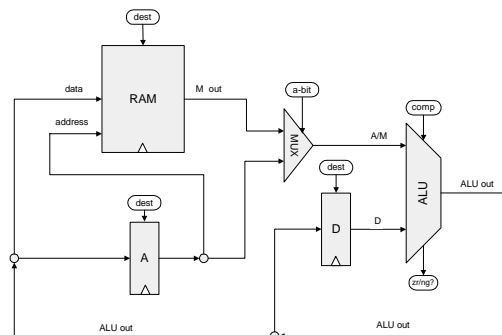 dest
data
RAM
M out
address
a-bit
comp
MUX
A/M
dest
ALU
ALU out
dest
D
D
A
zr/ng?
ALU out
ALU out